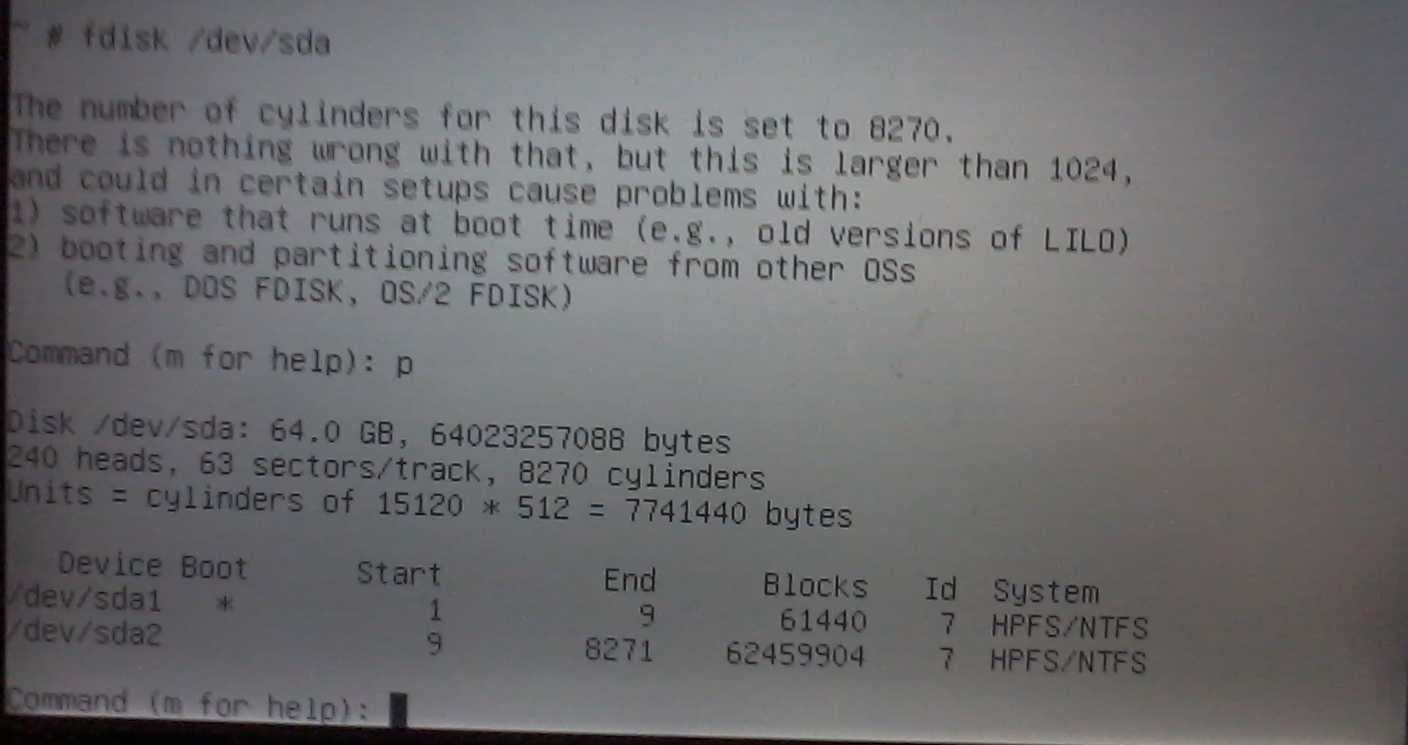 ~ # fdisk /dev/sda
The number of cylinders for this disk is set to 8270.
There is nothing wrong with that, but this is larger than 1024,
and could in certain setups cause problems with:
1) software that runs at boot time (e.g., old versions of LILO)
2) booting and partitioning software from other OSs
(e.g., DOS FDISK, OS/2 FDISK)
Command (m for help): p
Disk /dev/sda: 64.0 GB, 64023257088 bytes
240 heads, 63 sectors/track, 8270 cylinders
Units = cylinders of 15120 * 512 = 7741440 bytes
Device Boot Start End Blocks Id System
/dev/sda1 * 1 9 61440 7 HPFS/NTFS
/dev/sda2 9 8271 62459904 7 HPFS/NTFS
Command (m for help):